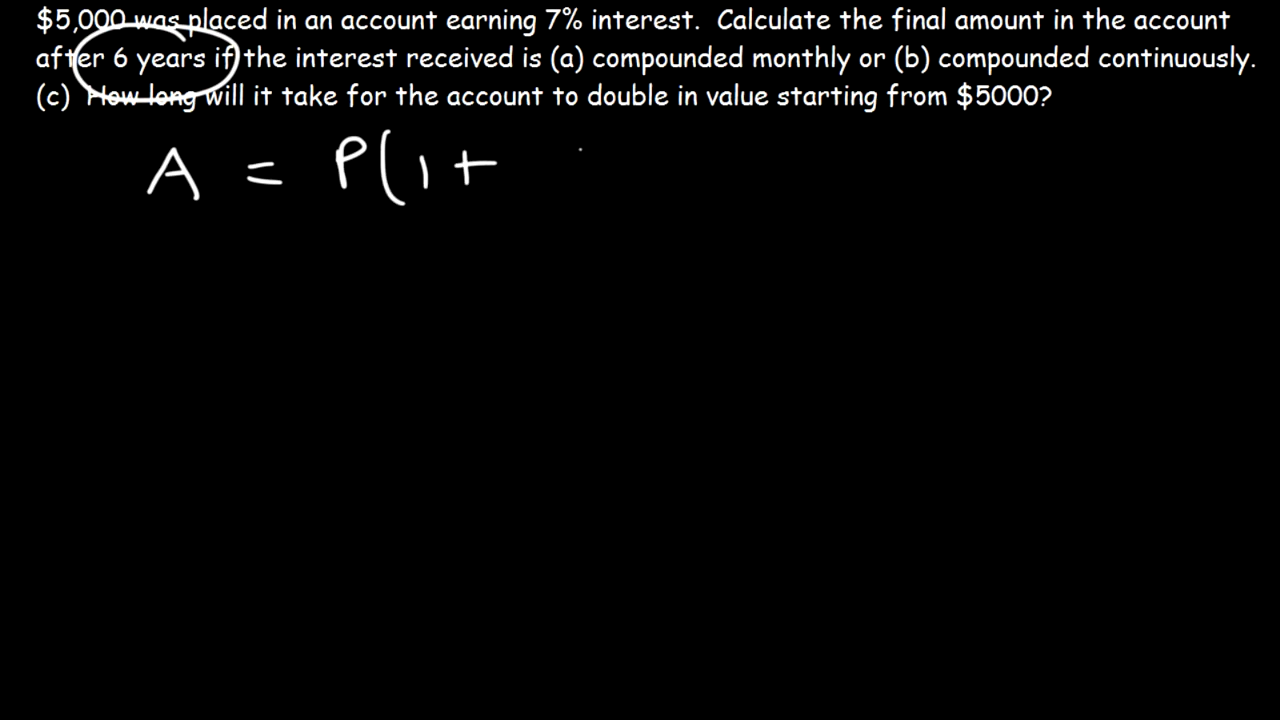 $5,000 was placed in an account earning 7% interest. Calculate the final amount in the account
after 6 years if the interest received is (a) compounded monthly or (b) compounded continuously.
(c) How long will it take for the account to double in value starting from $5000?
A = P(1 +